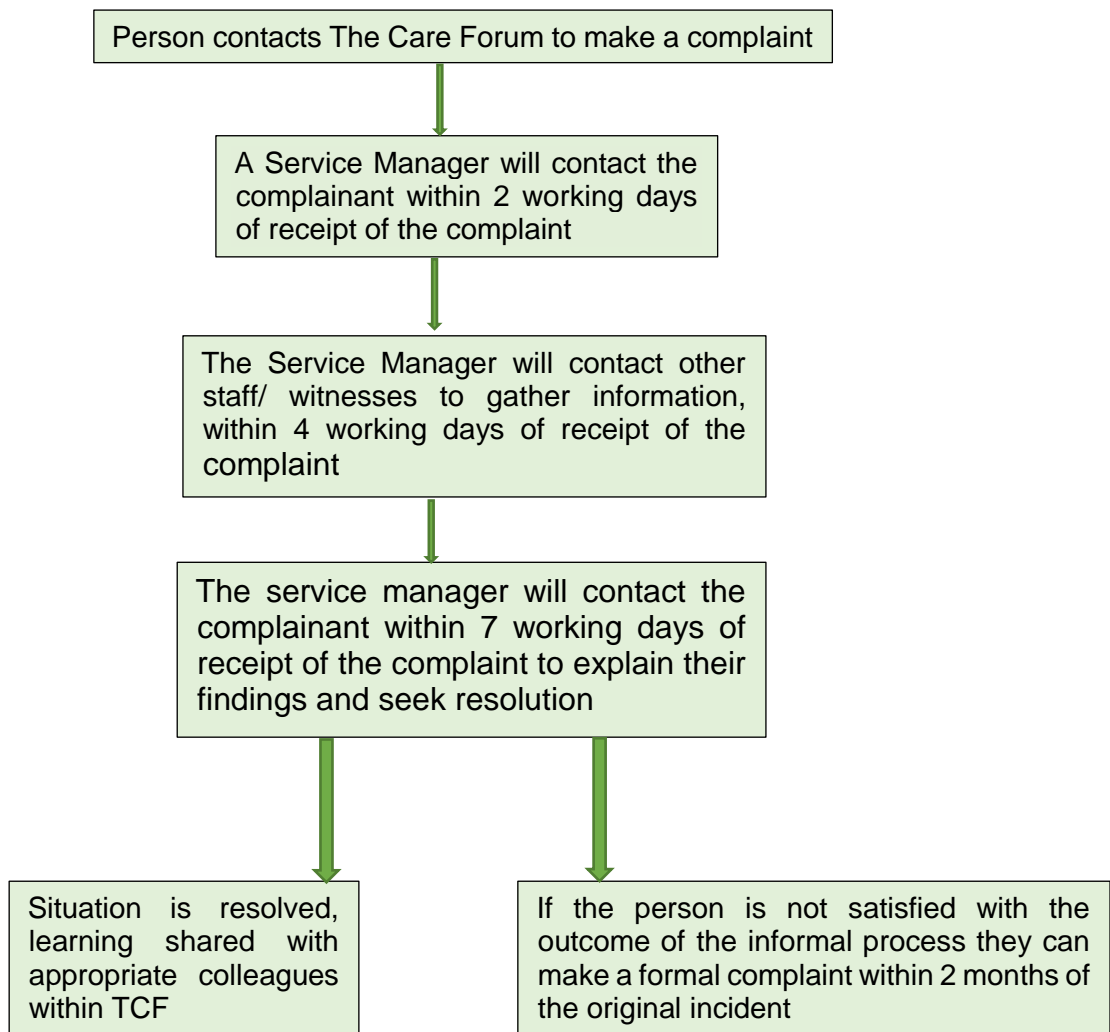 Person contacts The Care Forum to make a complaint
A Service Manager will contact the
complainant within 2 working days
of receipt of the complaint
The Service Manager will contact other
staff/ witnesses to gather information,
within 4 working days of receipt of the
complaint
The service manager will contact the
complainant within 7 working days of
receipt of the complaint to explain their
findings and seek resolution
Situation is resolved,
learning shared with
appropriate colleagues
within TCF
If the person is not satisfied with the
outcome of the informal process they can
make a formal complaint within 2 months of
the original incident